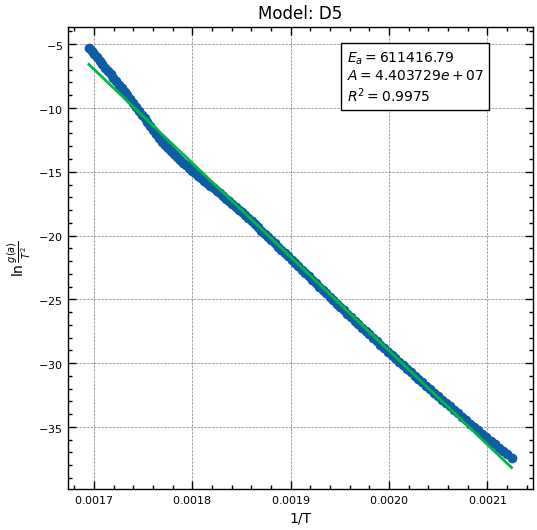 Model: D5
E_a = 611416.79
A = 4.403729e + 07
R^2 = 0.9975
−5
−10
−15
−20
−25
−30
−35
ln g(a)/T^2
0.0017 0.0018 0.0019 0.0020 0.0021
1/T